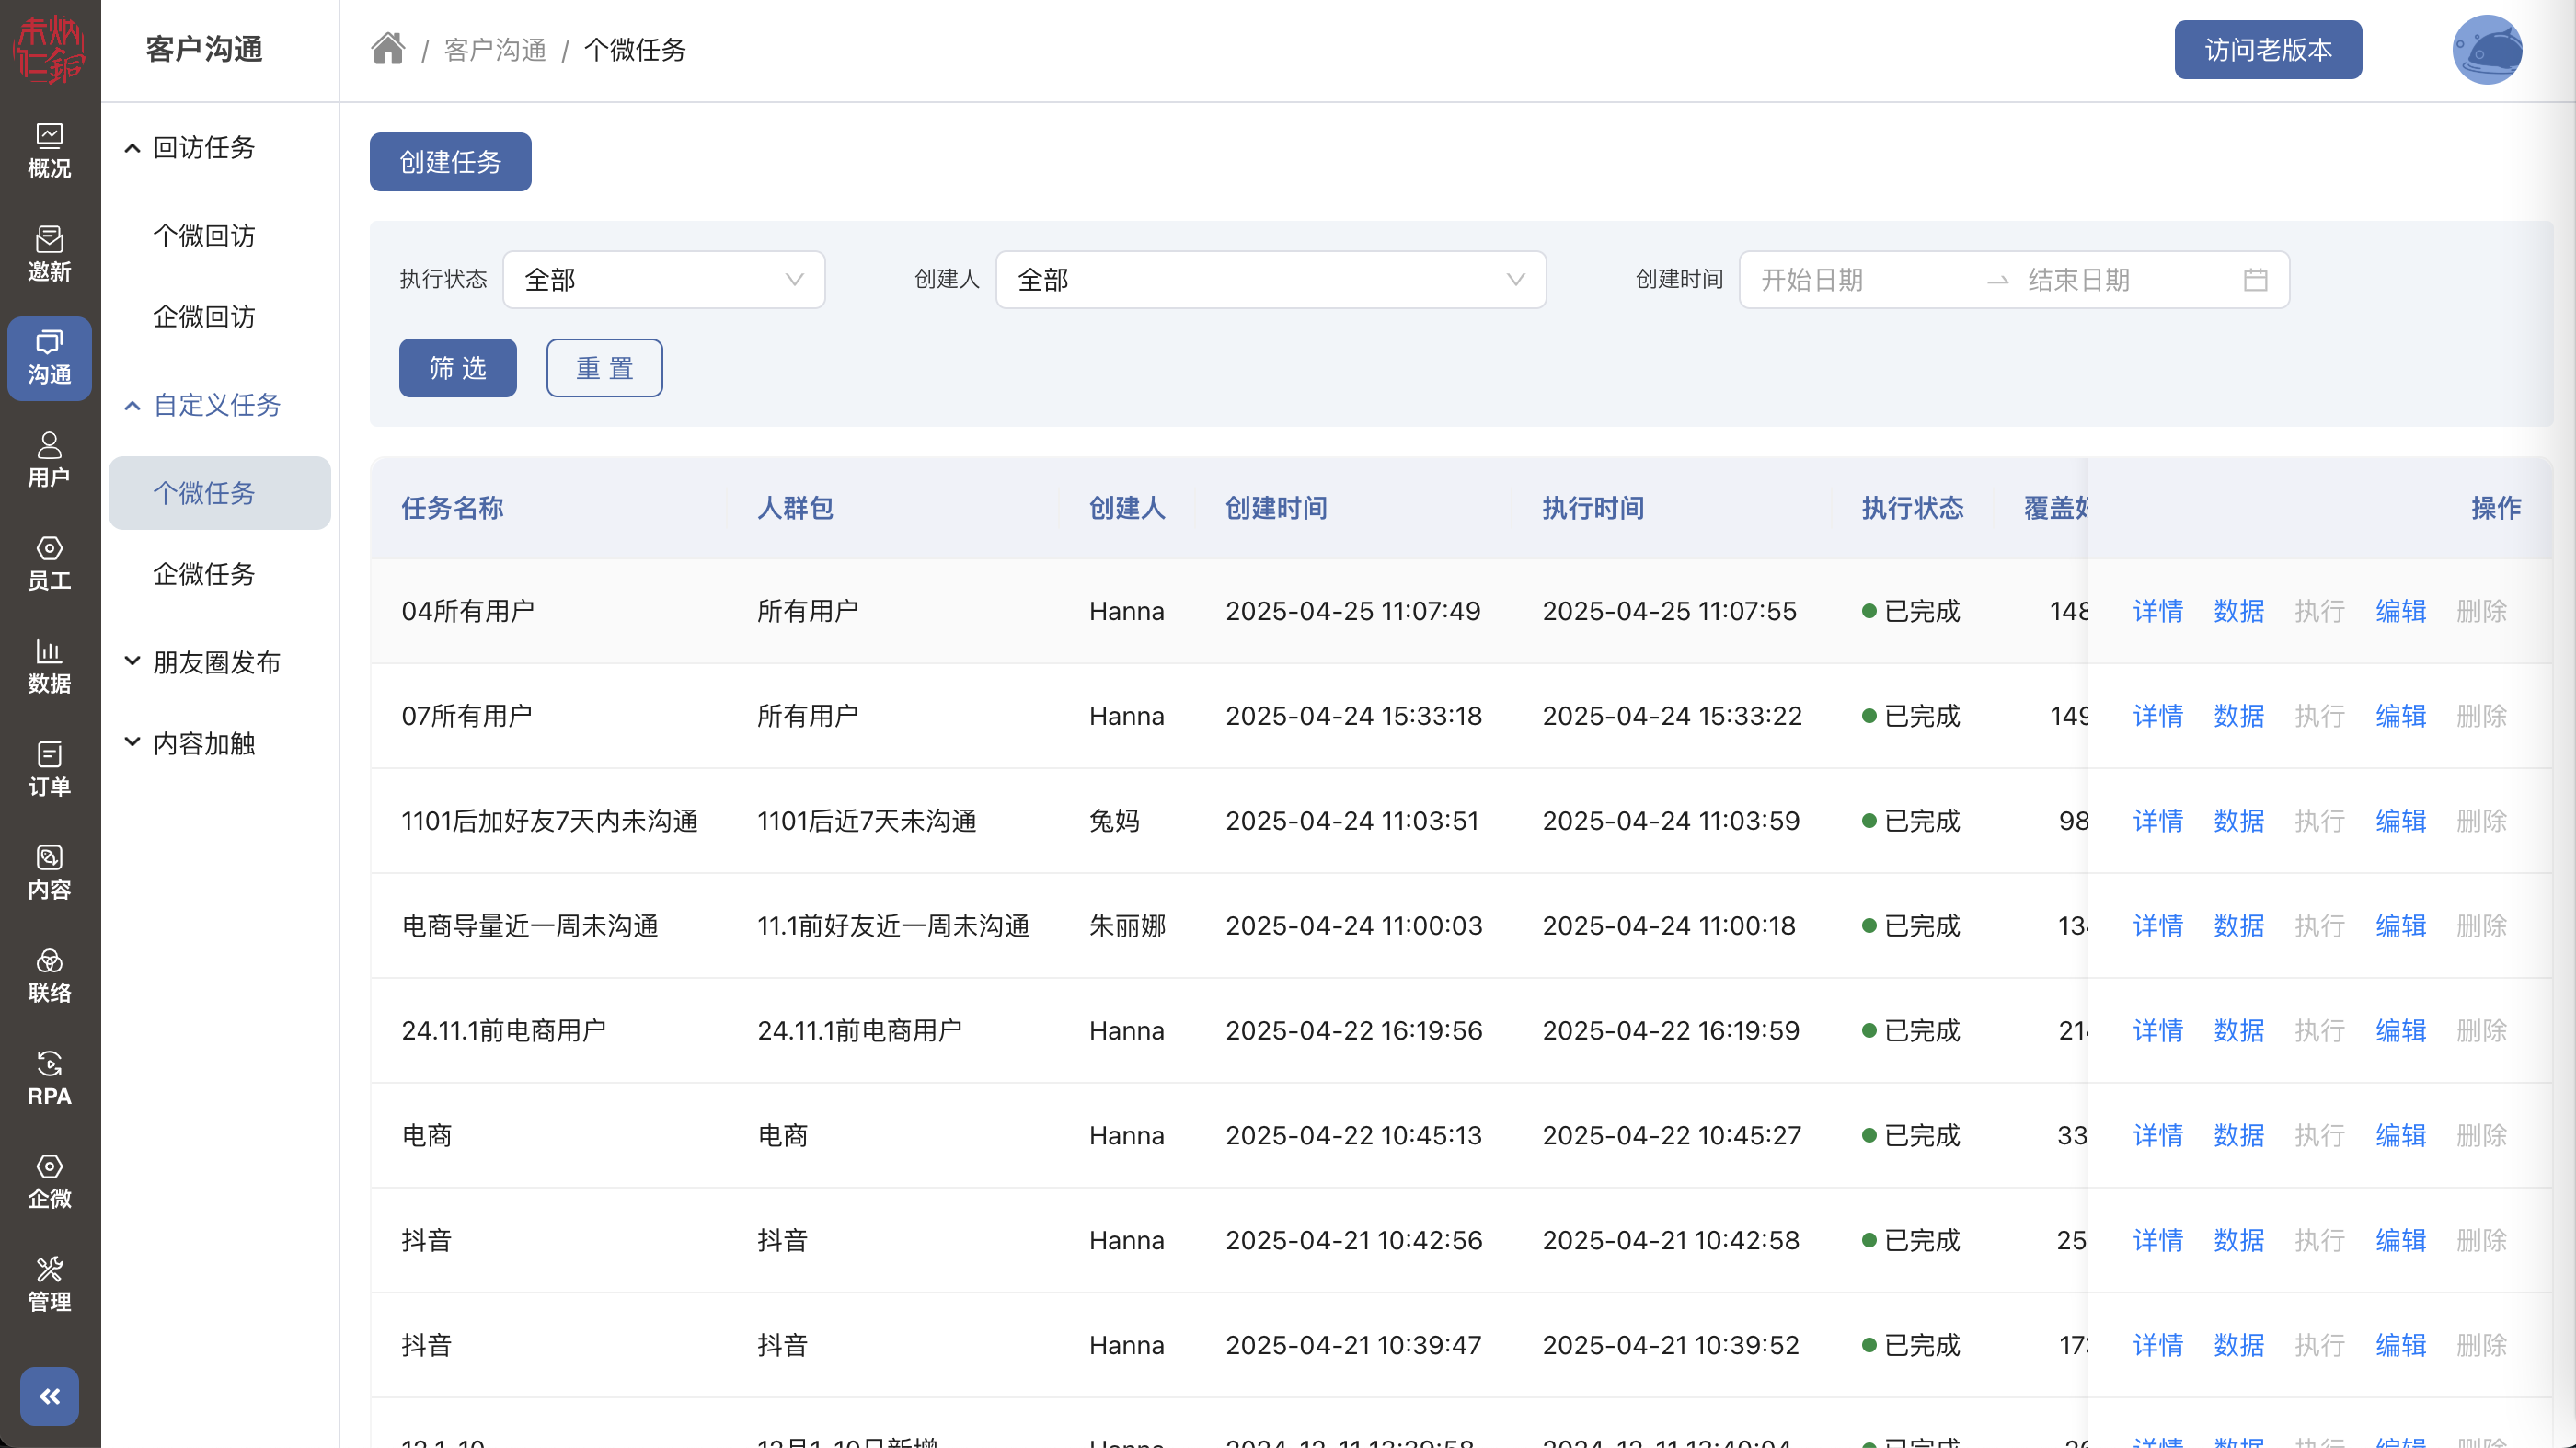 客户沟通
/ 客户沟通 / 个微任务
访问老版本
概况
邀新
沟通
用户
员工
数据
订单
内容
联络
RPA
企微
管理
回访任务
个微回访
企微回访
自定义任务
个微任务
企微任务
朋友圈发布
内容加触
创建任务
执行状态 全部 创建人 全部 创建时间 开始日期 结束日期
筛选 重置
任务名称 人群包 创建人 创建时间 执行时间 执行状态 覆盖 操作
04所有用户 所有用户 Hanna 2025-04-25 11:07:49 2025-04-25 11:07:55 已完成 148 详情 数据 执行 编辑 删除
07所有用户 所有用户 Hanna 2025-04-24 15:33:18 2025-04-24 15:33:22 已完成 149 详情 数据 执行 编辑 删除
1101后加好友7天内未沟通 1101后近7天未沟通 兔妈 2025-04-24 11:03:51 2025-04-24 11:03:59 已完成 98 详情 数据 执行 编辑 删除
电商导量近一周未沟通 11.1前好友近一周未沟通 朱丽娜 2025-04-24 11:00:03 2025-04-24 11:00:18 已完成 13 详情 数据 执行 编辑 删除
24.11.1前电商用户 24.11.1前电商用户 Hanna 2025-04-22 16:19:56 2025-04-22 16:19:59 已完成 21 详情 数据 执行 编辑 删除
电商 电商 Hanna 2025-04-22 10:45:13 2025-04-22 10:45:27 已完成 33 详情 数据 执行 编辑 删除
抖音 抖音 Hanna 2025-04-21 10:42:56 2025-04-21 10:42:58 已完成 25 详情 数据 执行 编辑 删除
抖音 抖音 Hanna 2025-04-21 10:39:47 2025-04-21 10:39:52 已完成 17 详情 数据 执行 编辑 删除